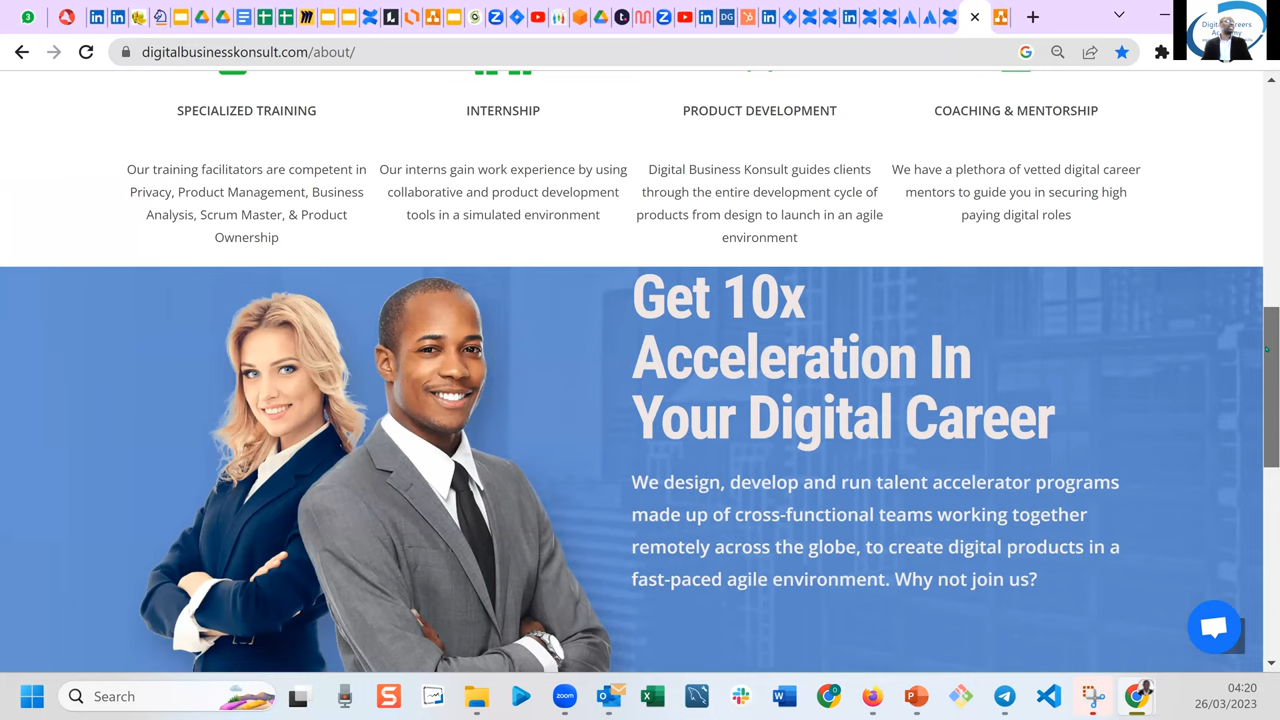 digitalbusinesskonsult.com/about/
Digital Careers
Academy
SPECIALIZED TRAINING
Our training facilitators are competent in
Privacy, Product Management, Business
Analysis, Scrum Master, & Product
Ownership
INTERNSHIP
Our interns gain work experience by using
collaborative and product development
tools in a simulated environment
PRODUCT DEVELOPMENT
Digital Business Konsult guides clients
through the entire development cycle of
products from design to launch in an agile
environment
COACHING & MENTORSHIP
We have a plethora of vetted digital career
mentors to guide you in securing high
paying digital roles
Get 10x
Acceleration In
Your Digital Career
We design, develop and run talent accelerator programs
made up of cross-functional teams working together
remotely across the globe, to create digital products in a
fast-paced agile environment. Why not join us?
Search
zoom
04:20
26/03/2023